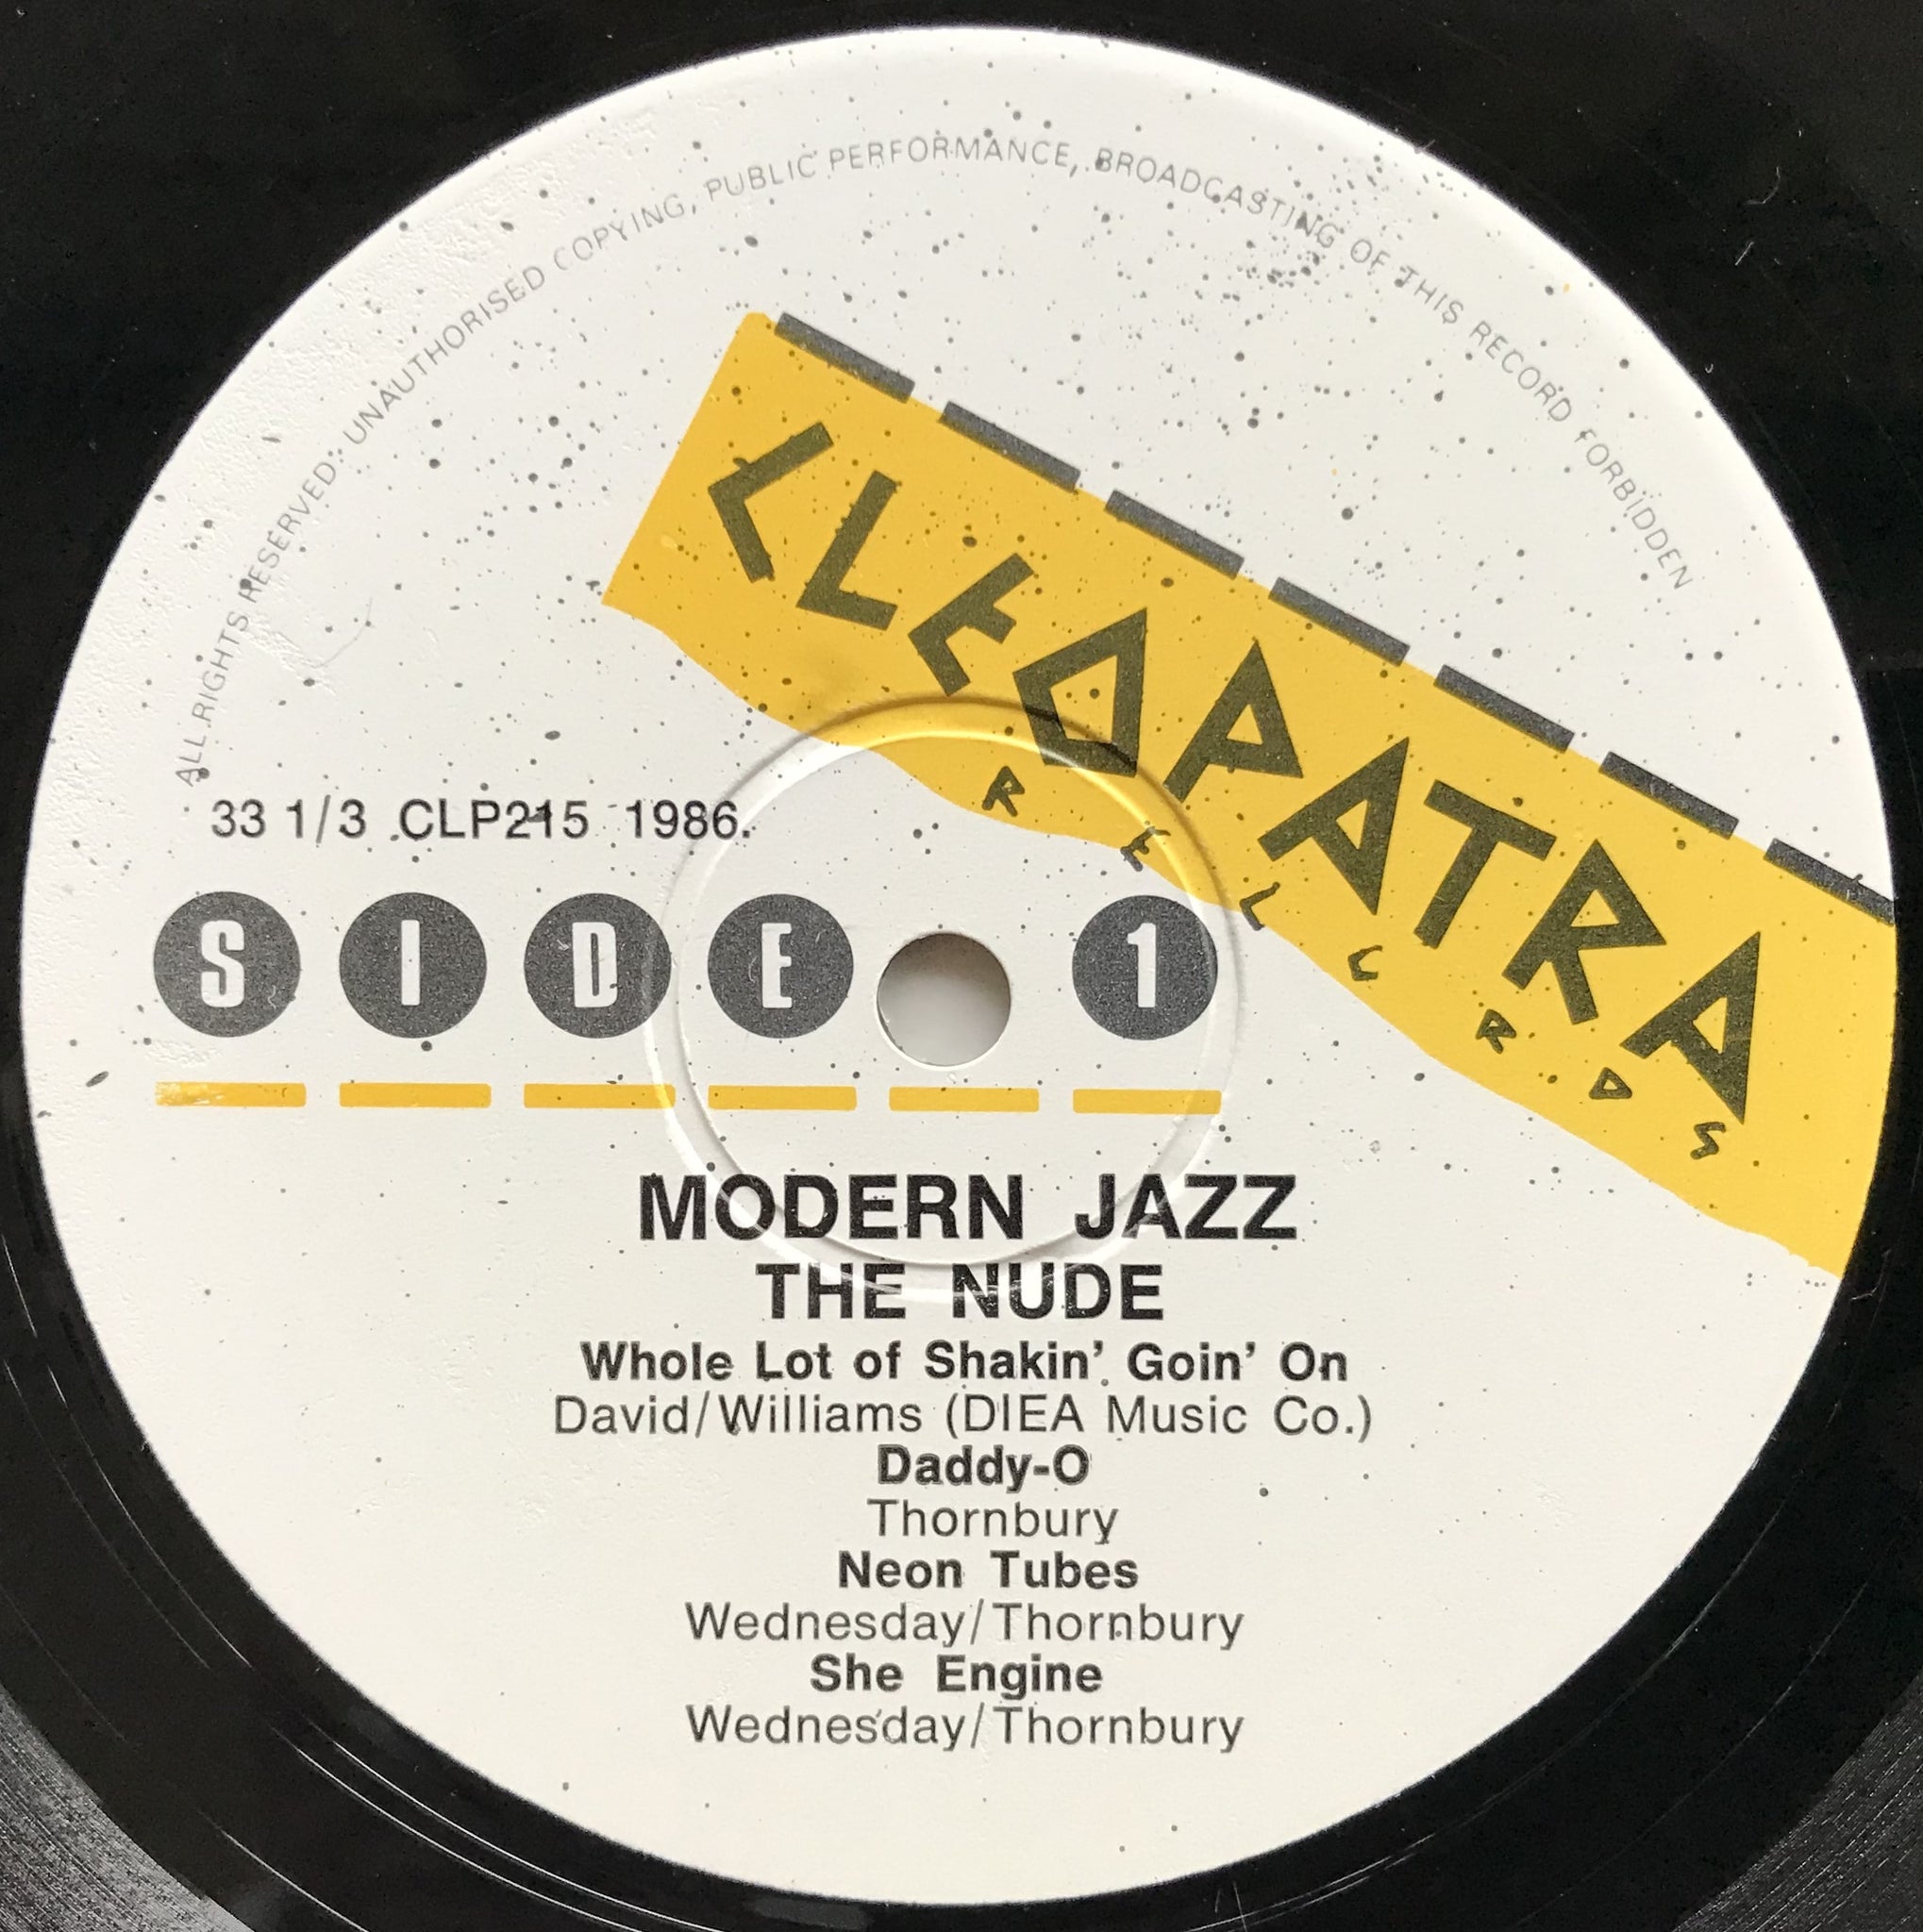 ALL RIGHTS RESERVED: UNAUTHORISED COPYING, PUBLIC PERFORMANCE, BROADCASTING OF THIS RECORD FORBIDDEN
CLEOPATRA
RECORDS
33 1/3 CLP215 1986.
SIDE 1
MODERN JAZZ
THE NUDE
Whole Lot of Shakin' Goin' On
David/Williams (DIEA Music Co.)
Daddy-O
Thornbury
Neon Tubes
Wednesday/Thornbury
She Engine
Wednesday/Thornbury